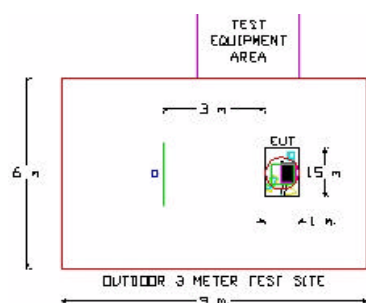 TEST
EQUIPMENT
AREA
3 m
EUT
6 m
1.5 m
1 m
OUTDOOR 3 METER TEST SITE
9 m